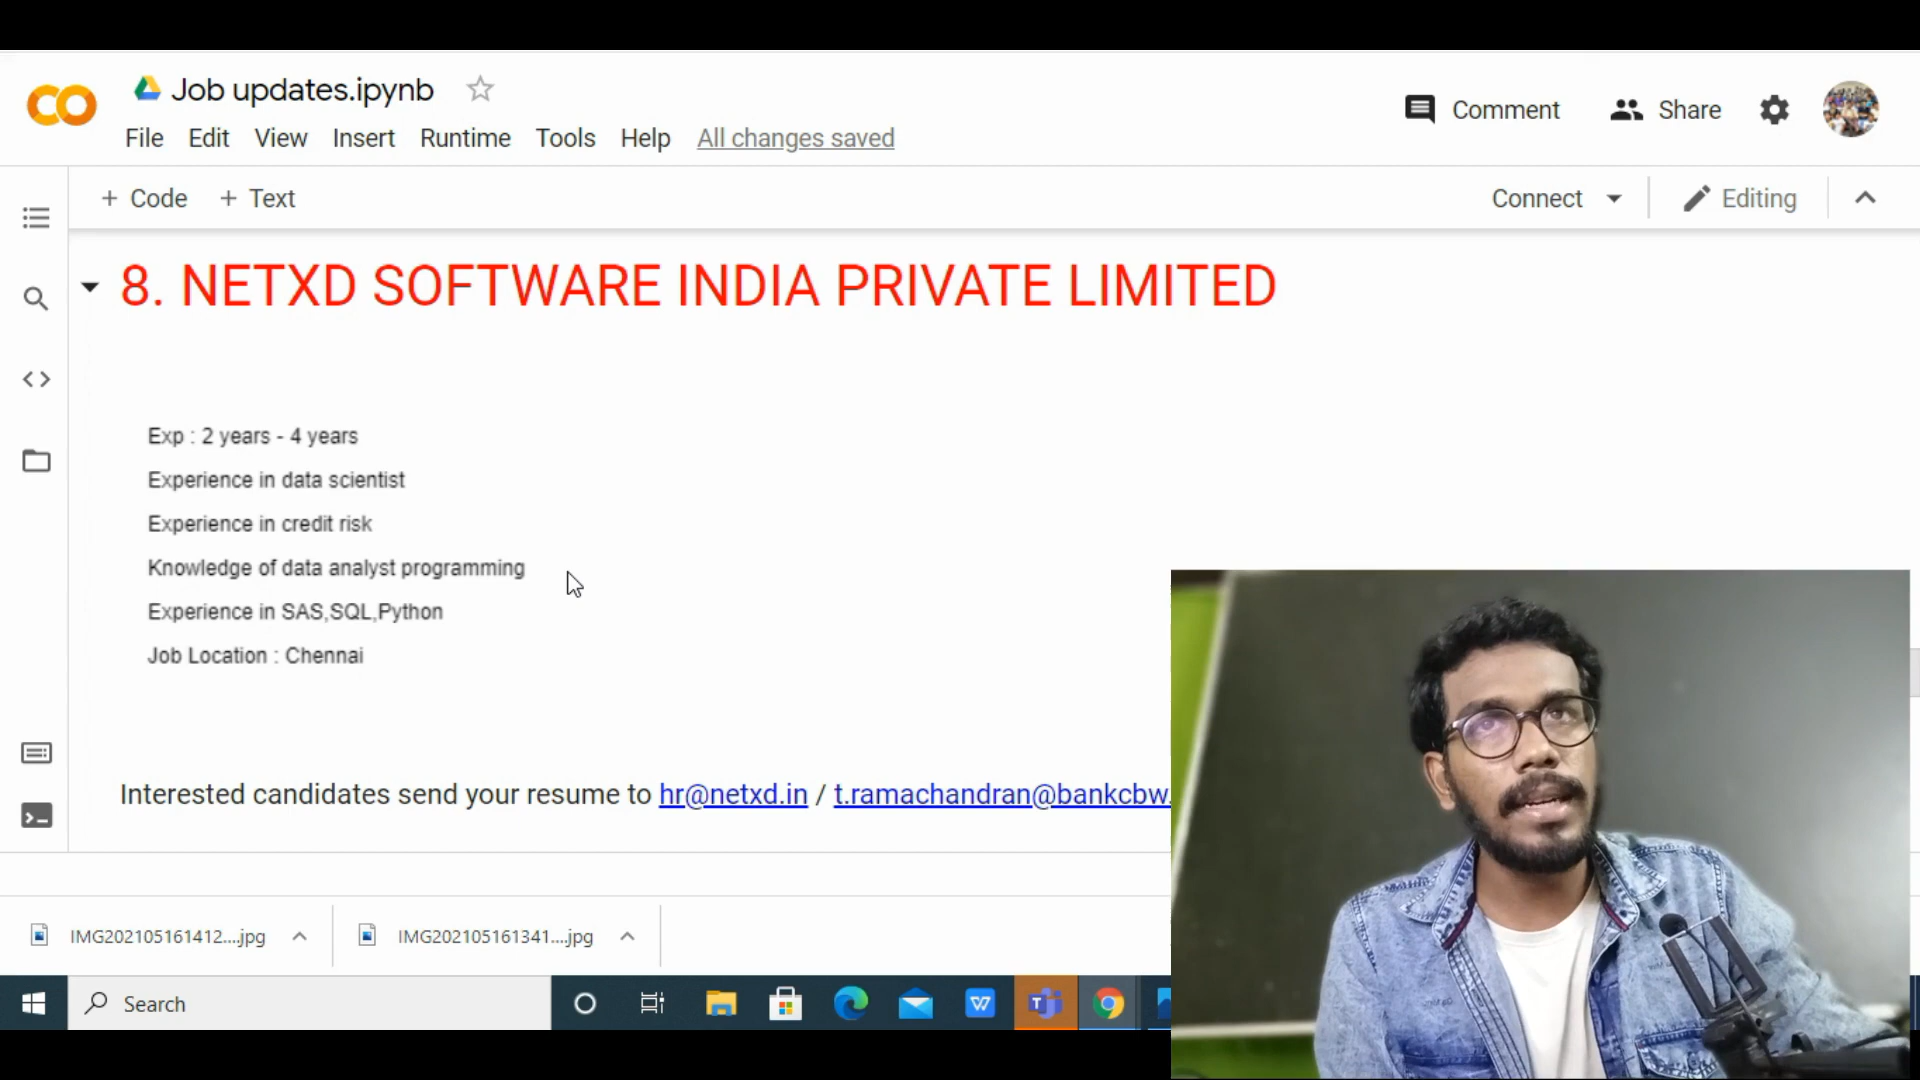 Job updates.ipynb
Comment
Share
File Edit View Insert Runtime Tools Help All changes saved
+ Code + Text
Connect
Editing
8. NETXD SOFTWARE INDIA PRIVATE LIMITED
Exp : 2 years - 4 years
Experience in data scientist
Experience in credit risk
Knowledge of data analyst programming
Experience in SAS,SQL,Python
Job Location : Chennai
Interested candidates send your resume to hr@netxd.in / t.ramachandran@bankcbw.
IMG202105161412....jpg
IMG202105161341....jpg
Search